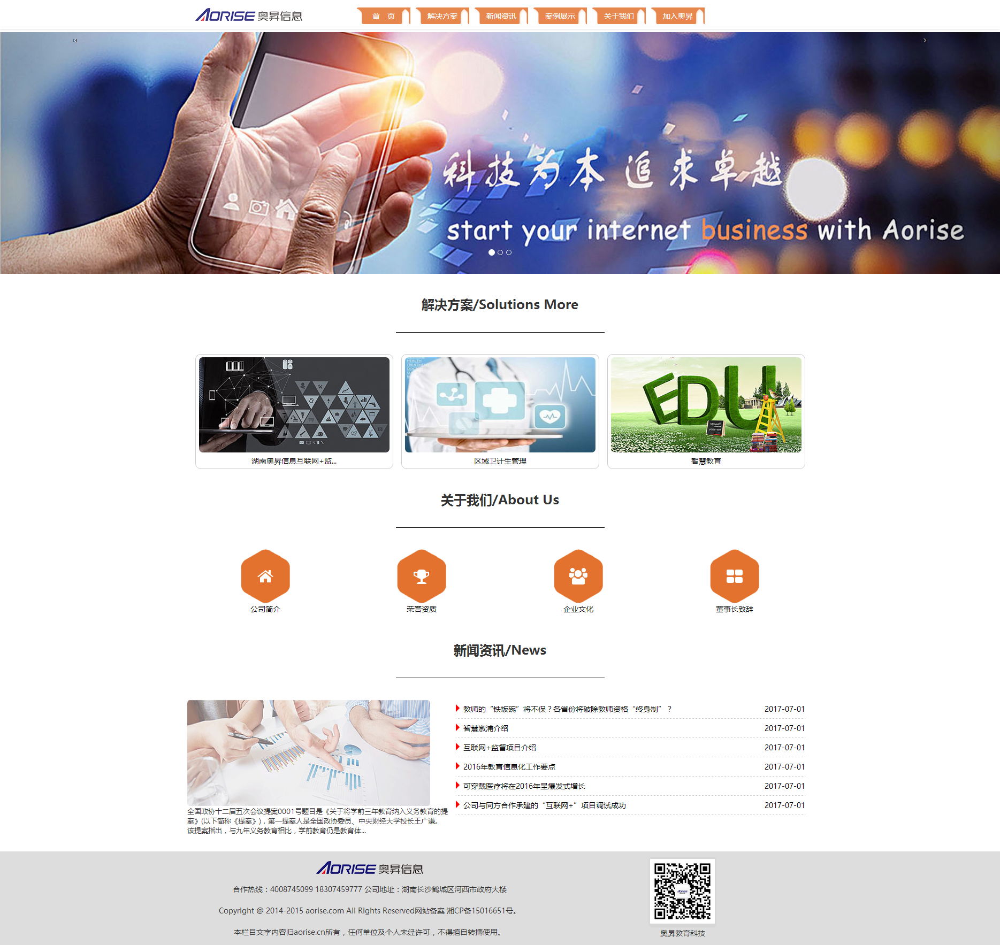 AORISE 奥昇信息
首 页
解决方案
新闻资讯
案例展示
关于我们
加入奥昇
科技为本 追求卓越
start your internet business with Aorise
解决方案/Solutions More
HEALTH
TREATMENT
EDU
湖南奥昇信息互联网+监...
区域卫计生管理
智慧教育
关于我们/About Us
公司简介
荣誉资质
企业文化
董事长致辞
新闻资讯/News
教师的“铁饭碗”将不保？各省份将破除教师资格“终身制”？ 2017-07-01
智慧溆浦介绍 2017-07-01
互联网+监督项目介绍 2017-07-01
2016年教育信息化工作要点 2017-07-01
可穿戴医疗将在2016年呈爆发式增长 2017-07-01
公司与同方合作承建的“互联网+”项目调试成功 2017-07-01
全国政协十二届五次会议提案0001号题目是《关于将学前三年教育纳入义务教育的提
案》(以下简称《提案》)，第一提案人是全国政协委员、中央财经大学校长王广谦。
该提案指出，与九年义务教育相比，学前教育仍是教育体...
AORISE 奥昇信息
合作热线：4008745099 18307459777 公司地址：湖南长沙鹤城区河西市政府大楼
Copyright @ 2014-2015 aorise.com All Rights Reserved网站备案 湘CP备15016651号。
本栏目文字内容归aorise.cn所有，任何单位及个人未经许可，不得擅自转摘使用。
AORISE
奥昇教育科技